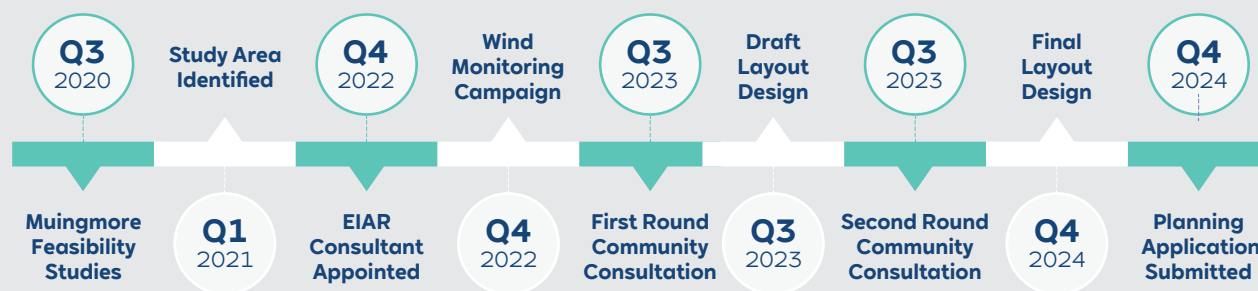 Q3
2020
Muingmore
Feasibility
Studies
Study Area
Identified
Q1
2021
Q4
2022
EIAR
Consultant
Appointed
Wind
Monitoring
Campaign
Q4
2022
Q3
2023
First Round
Community
Consultation
Draft
Layout
Design
Q3
2023
Q3
2023
Second Round
Community
Consultation
Final
Layout
Design
Q4
2024
Q4
2024
Planning
Application
Submitted